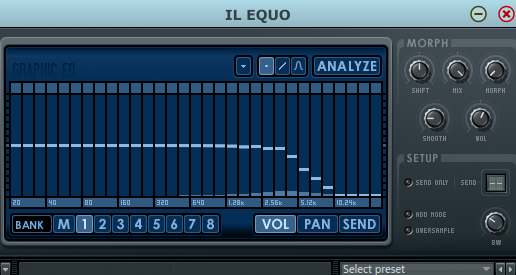 IL EQUO
GRAPHIC EQ
ANALYZE
20 40 80 160 320 640 1.28k 2.56k 5.12k 10.24k
BANK M 1 2 3 4 5 6 7 8
VOL PAN SEND
MORPH
SHIFT MIX MORPH
SMOOTH VOL
SETUP
SEND ONLY SEND
ADD MODE
OVERSAMPLE
BW
Select preset